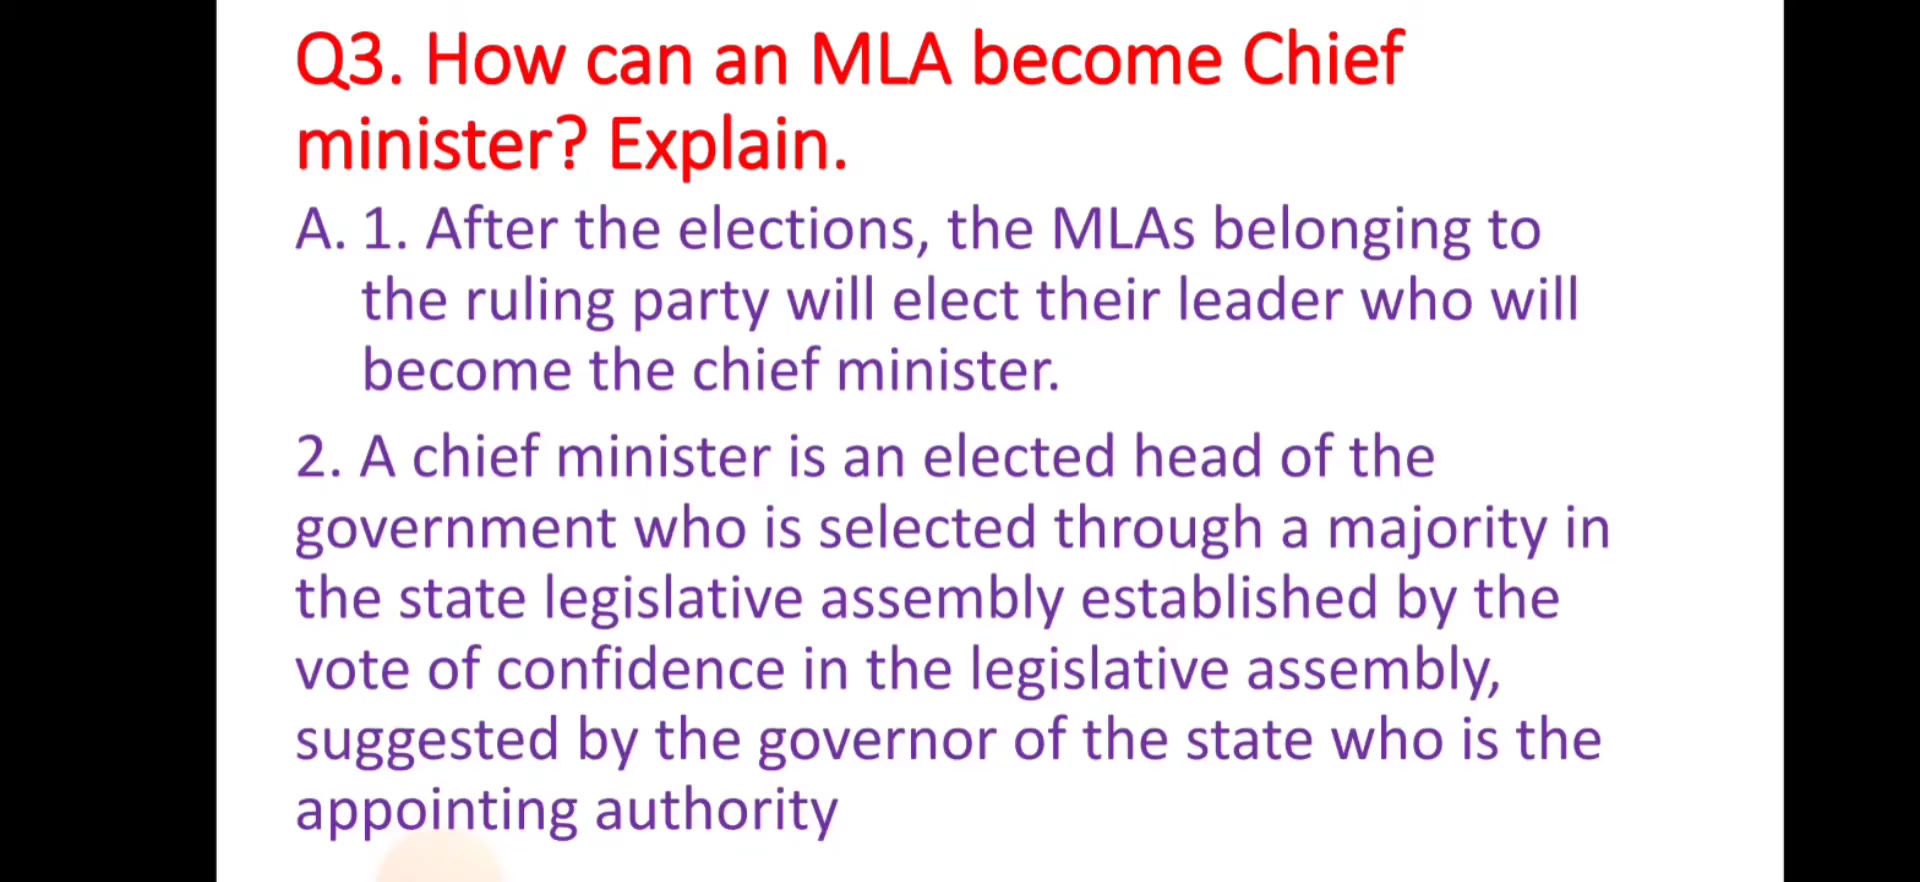 Q3. How can an MLA become Chief
minister? Explain.
A. 1. After the elections, the MLAs belonging to
the ruling party will elect their leader who will
become the chief minister.
2. A chief minister is an elected head of the
government who is selected through a majority in
the state legislative assembly established by the
vote of confidence in the legislative assembly,
suggested by the governor of the state who is the
appointing authority